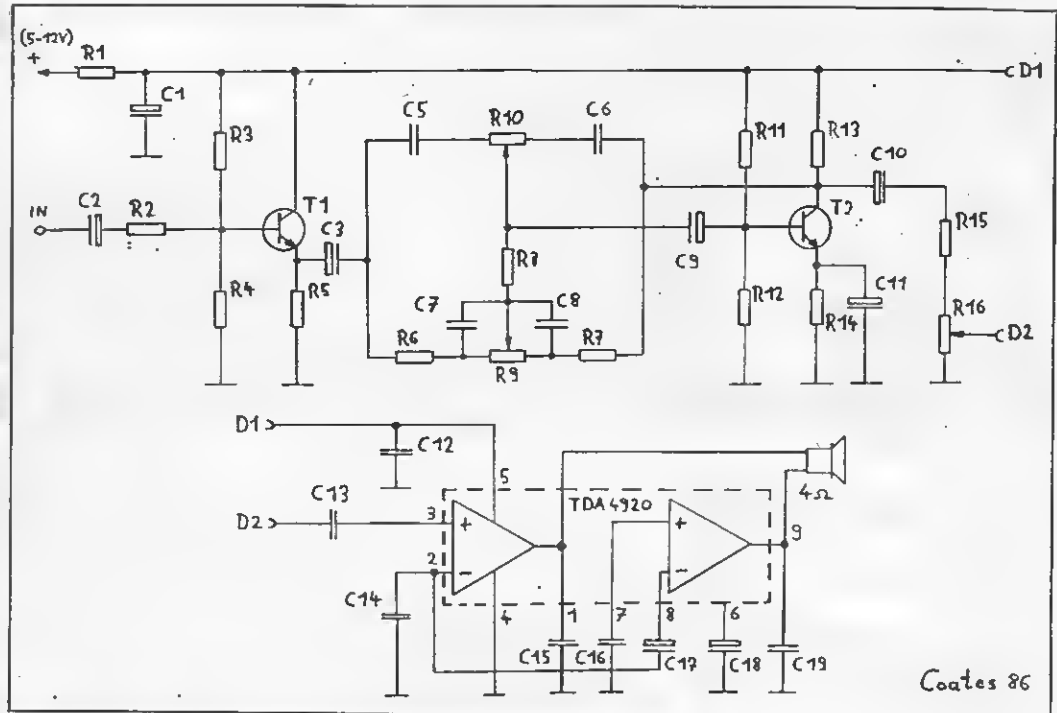 (5-12V)
+
R1
C1
R3
C5
R10
C6
R11
R13
C10
D1
IN
C2
R2
T1
C3
R4
R5
R8
C9
T2
R12
R14
C11
R15
R16
D2
C7
C8
R6
R9
R7
D1
C12
5
TDA4920
4Ω
D2
C13
3
+
+
9
2
-
-
C14
4
1
7
8
6
C15
C16
C17
C18
C19
Coates 86